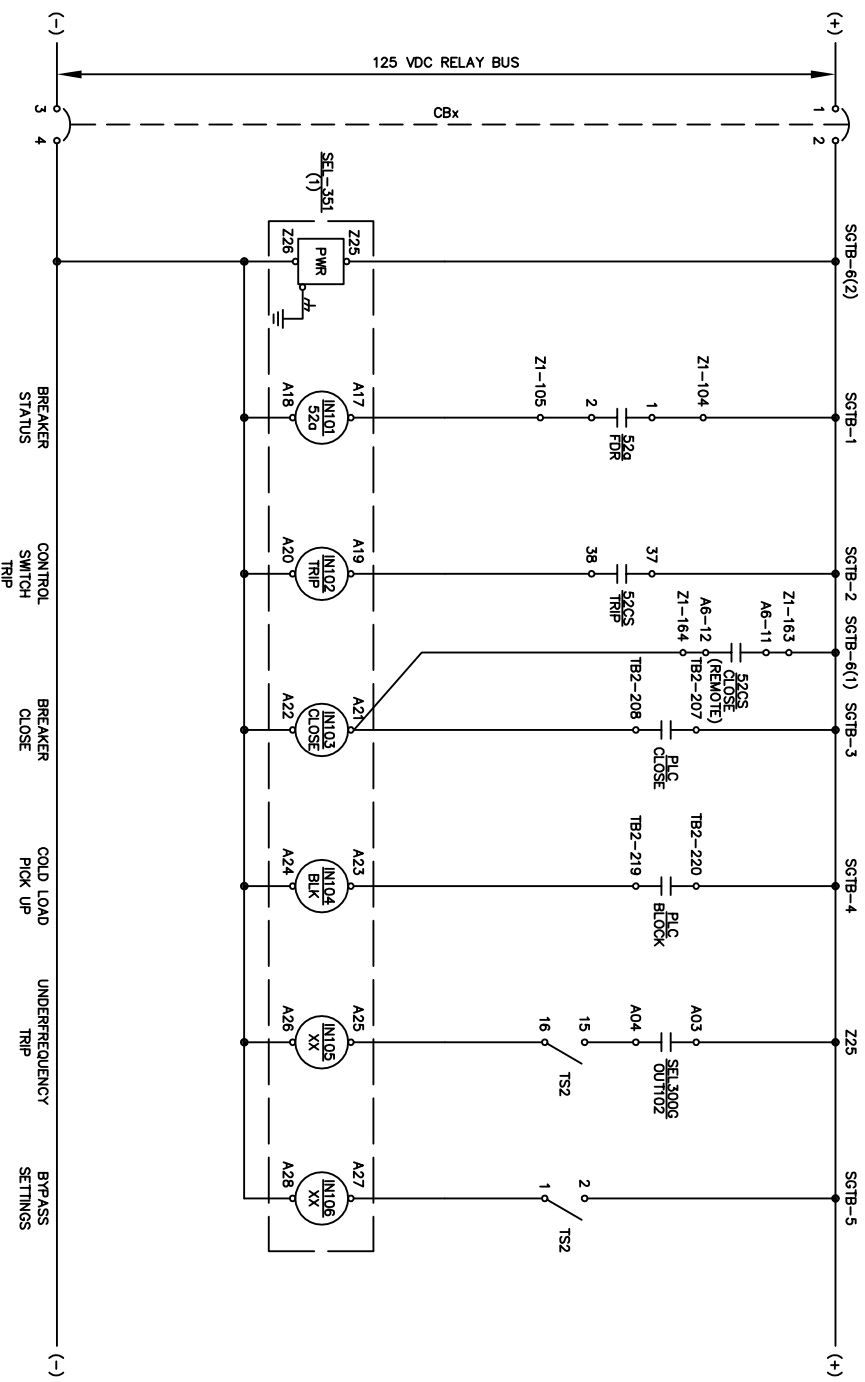 (+)
(-)
125 VDC RELAY BUS
1
2
CBx
3
4
SGTB-6(2)
SEL-351
(1)
Z25
PWR
Z26
SGTB-1
Z1-104
1
52a
FDR
2
Z1-105
A17
IN101
52a
A18
BREAKER
STATUS
SGTB-2
37
52CS
TRIP
38
A19
IN102
TRIP
A20
CONTROL
SWITCH
TRIP
SGTB-6(1)
Z1-163
A6-11
52CS
CLOSE
(REMOTE)
A6-12
Z1-164
SGTB-3
TB2-207
PLC
CLOSE
TB2-208
A21
IN103
CLOSE
A22
BREAKER
CLOSE
SGTB-4
TB2-220
PLC
BLOCK
TB2-219
A23
IN104
BLK
A24
COLD LOAD
PICK UP
Z25
A03
SEL300G
OUT102
A04
15
TS2
16
A25
IN105
XX
A26
UNDERFREQUENCY
TRIP
SGTB-5
2
TS2
1
A27
IN106
XX
A28
BYPASS
SETTINGS
(+)
(-)